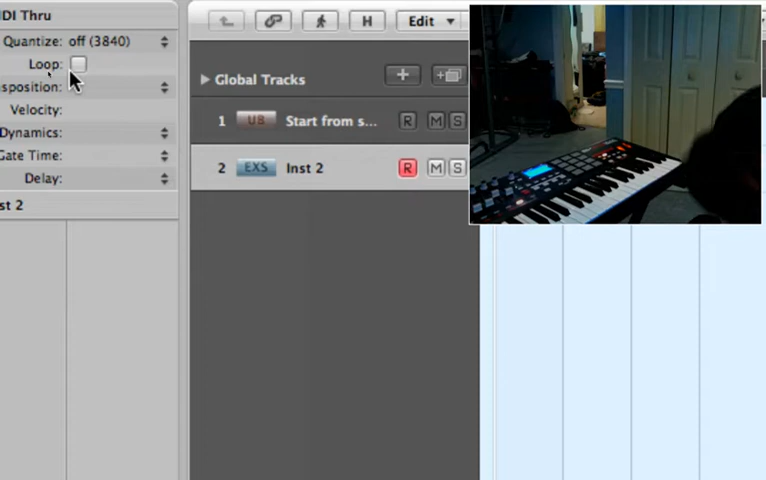 DI Thru
Quantize: off (3840)
Loop:
nsposition:
Velocity:
Dynamics:
Gate Time:
Delay:
st 2
H
Edit
Global Tracks
1 UB Start from s... R M S
2 EXS Inst 2 R M S